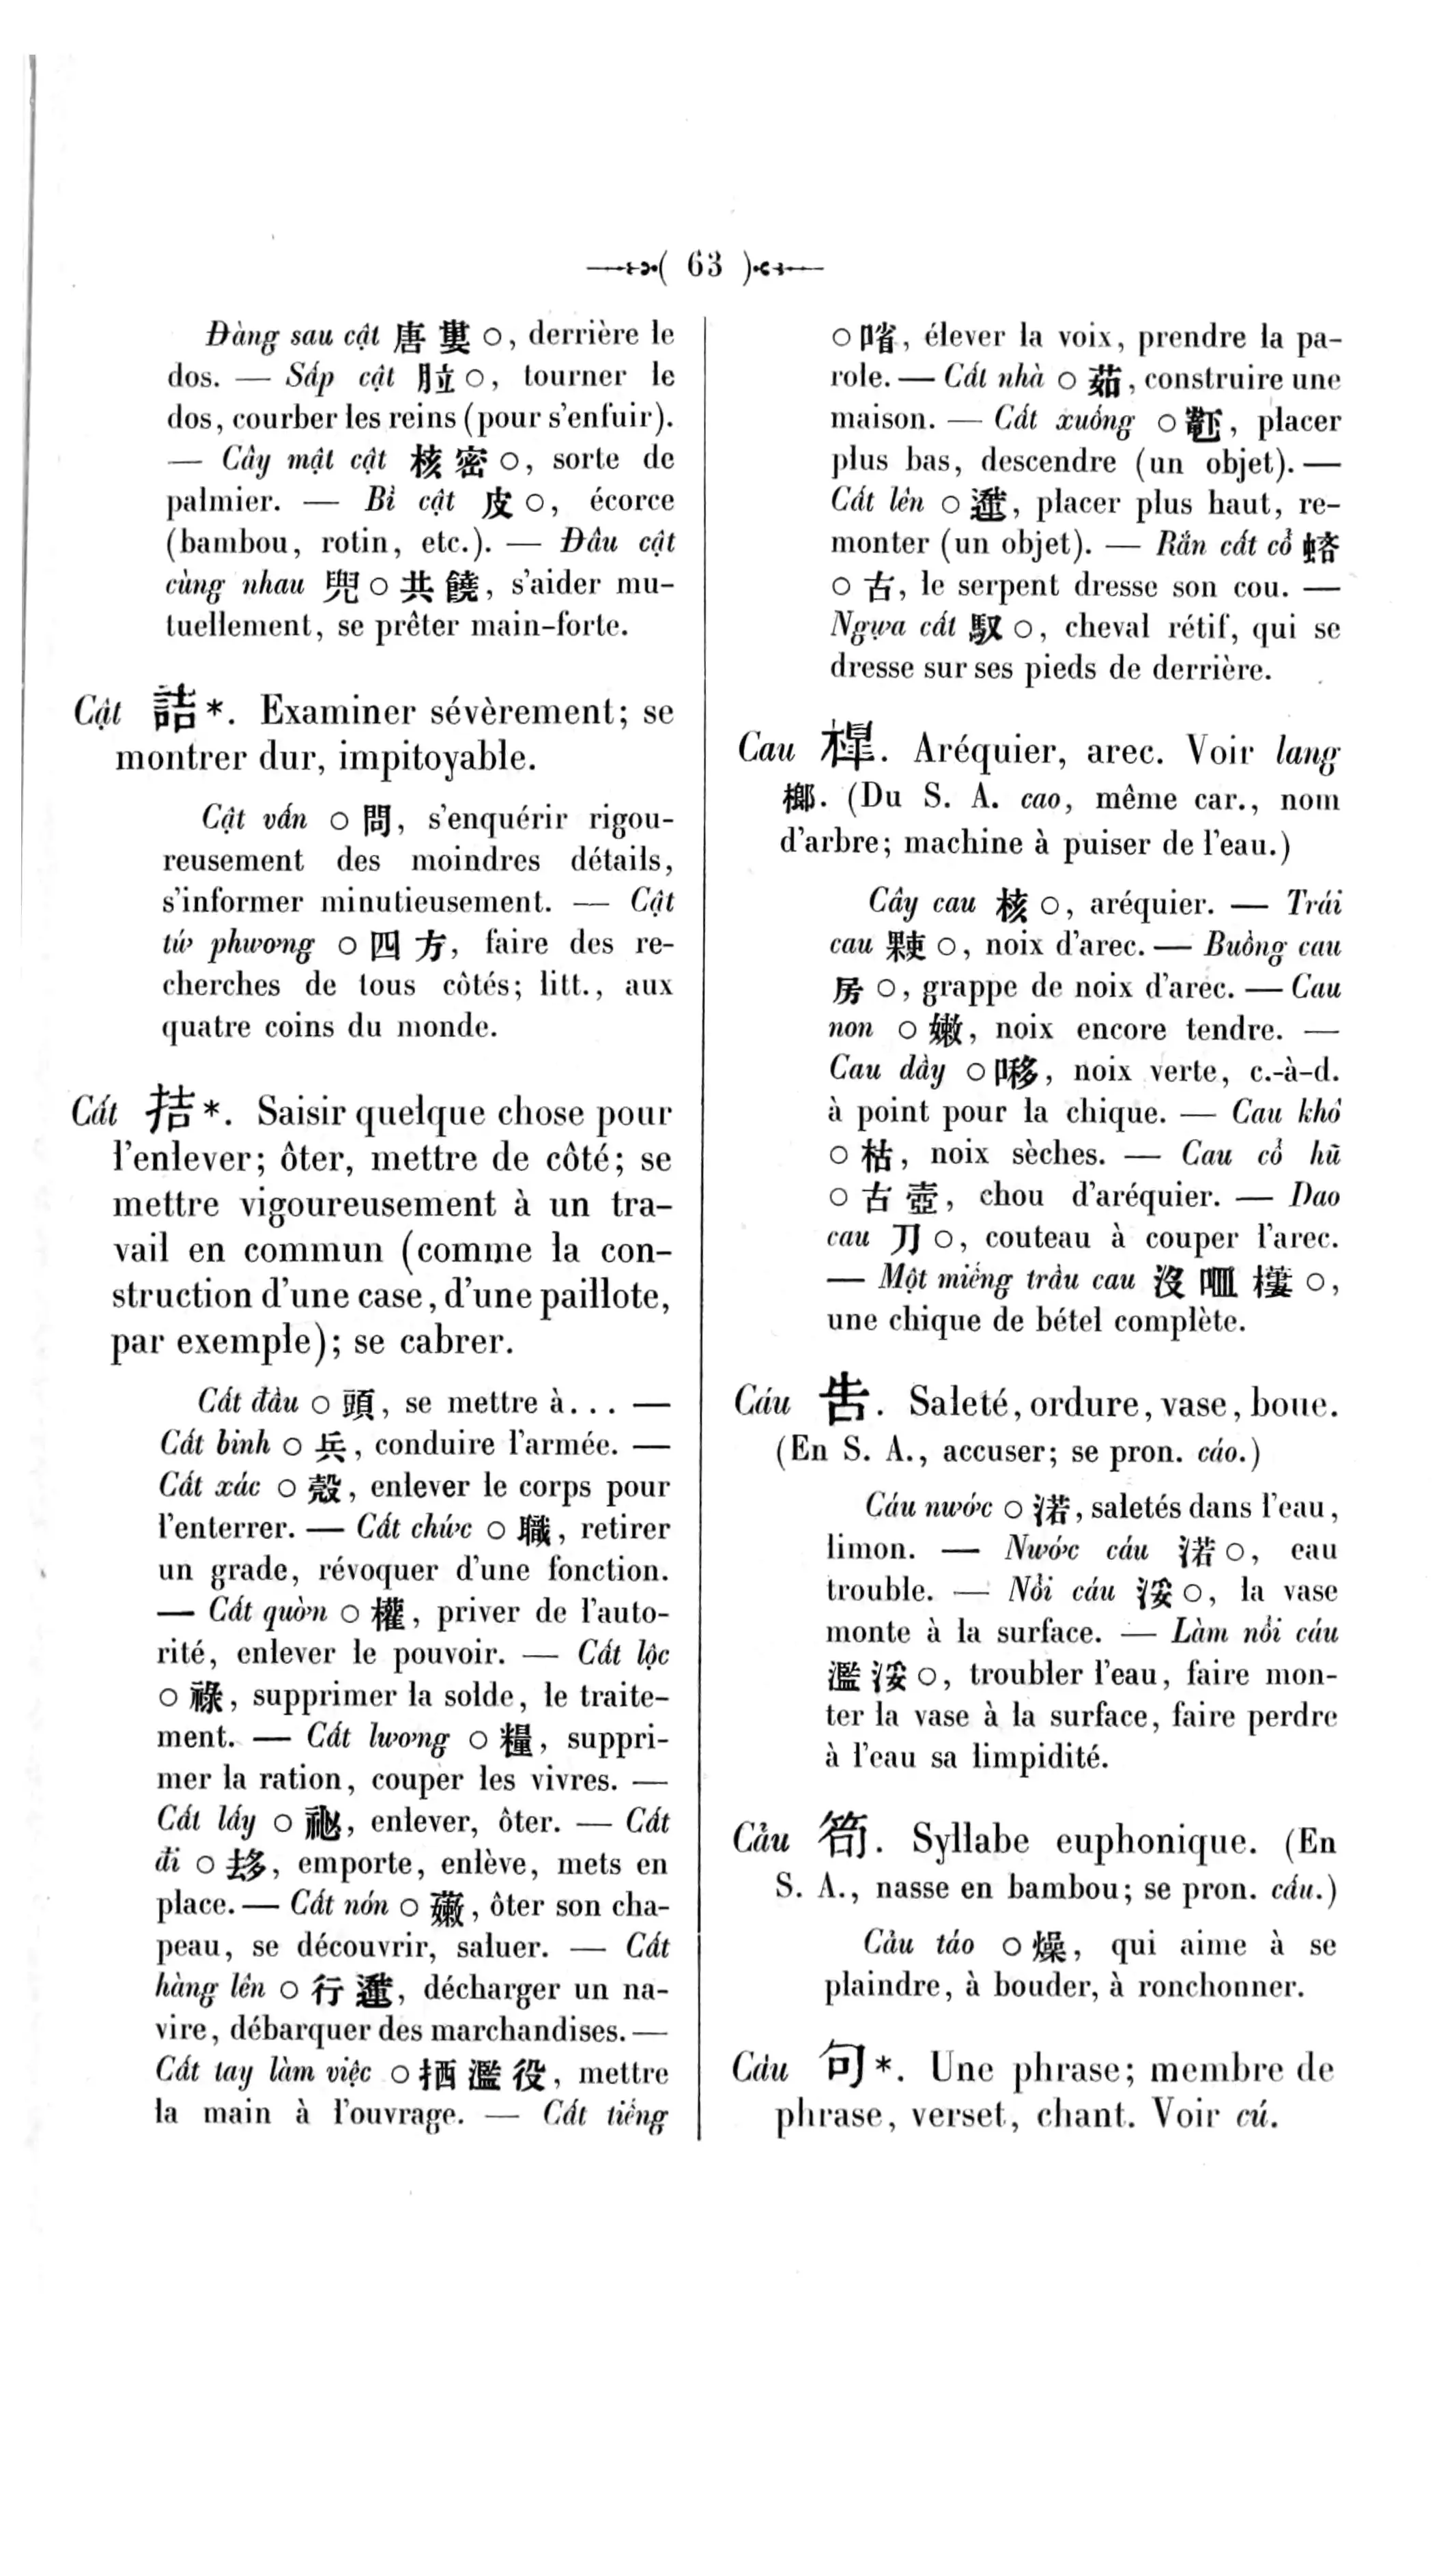 ( 63 )
Đàng sau cật 唐 婁 ○, derrière le
dos. — Sấp cật ○, tourner le
dos, courber les reins (pour s'enfuir).
— Cây mật cật 核 密 ○, sorte de
palmier. — Bì cật 皮 ○, écorce
(bambou, rotin, etc.). — Đâu cật
cùng nhau 兜 ○ 共 饒, s'aider mu-
tuellement, se prêter main-forte.
Cật 詰 *. Examiner sévèrement; se
montrer dur, impitoyable.
Cật vấn ○ 問, s'enquérir rigou-
reusement des moindres détails,
s'informer minutieusement. — Cật
tứ phương ○ 四 方, faire des re-
cherches de tous côtés; litt., aux
quatre coins du monde.
Cất 拮 *. Saisir quelque chose pour
l'enlever; ôter, mettre de côté; se
mettre vigoureusement à un tra-
vail en commun (comme la con-
struction d'une case, d'une paillote,
par exemple); se cabrer.
Cất đầu ○ 頭, se mettre à... —
Cất binh ○ 兵, conduire l'armée. —
Cất xác ○ 殼, enlever le corps pour
l'enterrer. — Cất chức ○ 職, retirer
un grade, révoquer d'une fonction.
— Cất quờn ○ 權, priver de l'auto-
rité, enlever le pouvoir. — Cất lộc
○ 祿, supprimer la solde, le traite-
ment. — Cất lương ○ 糧, suppri-
mer la ration, couper les vivres. —
Cất lấy ○, enlever, ôter. — Cất
đi ○, emporte, enlève, mets en
place. — Cất nón ○, ôter son cha-
peau, se découvrir, saluer. — Cất
hàng lên ○ 行, décharger un na-
vire, débarquer des marchandises. —
Cất tay làm việc ○ 拪 濫 役, mettre
la main à l'ouvrage. — Cất tiếng
○ 㗂, élever la voix, prendre la pa-
role. — Cất nhà ○ 茹, construire une
maison. — Cất xuống ○, placer
plus bas, descendre (un objet). —
Cất lên ○, placer plus haut, re-
monter (un objet). — Rắn cất cổ
○ 古, le serpent dresse son cou. —
Ngựa cất 馭 ○, cheval rétif, qui se
dresse sur ses pieds de derrière.
Cau 槔. Aréquier, arec. Voir lang
榔. (Du S. A. cao, même car., nom
d'arbre; machine à puiser de l'eau.)
Cây cau 核 ○, aréquier. — Trái
cau ○, noix d'arec. — Buồng cau
房 ○, grappe de noix d'arec. — Cau
non ○ 嫩, noix encore tendre. —
Cau dầy ○, noix verte, c.-à-d.
à point pour la chique. — Cau khô
○ 枯, noix sèches. — Cau cổ hũ
○ 古 壺, chou d'aréquier. — Dao
cau 刀 ○, couteau à couper l'arec.
— Một miếng trầu cau 沒 ○,
une chique de bétel complète.
Cáu 告. Saleté, ordure, vase, boue.
(En S. A., accuser; se pron. cáo.)
Cáu nước ○ 渃, saletés dans l'eau,
limon. — Nước cáu 渃 ○, eau
trouble. — Nổi cáu 浽 ○, la vase
monte à la surface. — Làm nổi cáu
濫 浽 ○, troubler l'eau, faire mon-
ter la vase à la surface, faire perdre
à l'eau sa limpidité.
Cảu 笱. Syllabe euphonique. (En
S. A., nasse en bambou; se pron. cấu.)
Cảu táo ○ 燥, qui aime à se
plaindre, à bouder, à ronchonner.
Câu 句 *. Une phrase; membre de
phrase, verset, chant. Voir cú.